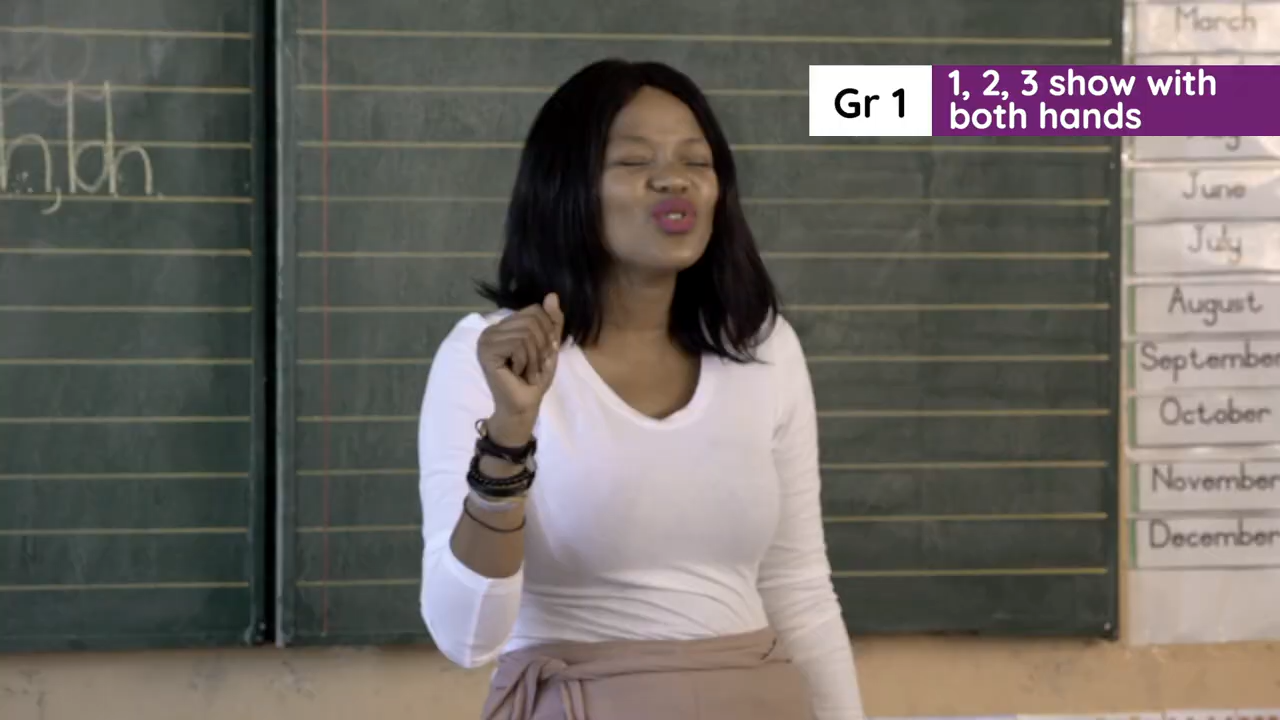 Gr 1
1, 2, 3 show with
both hands
March
June
July
August
September
October
November
December